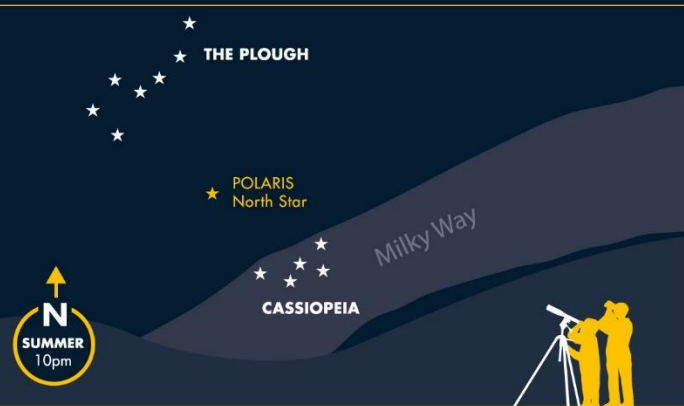 THE PLOUGH
POLARIS
North Star
Milky Way
CASSIOPEIA
N
SUMMER
10pm